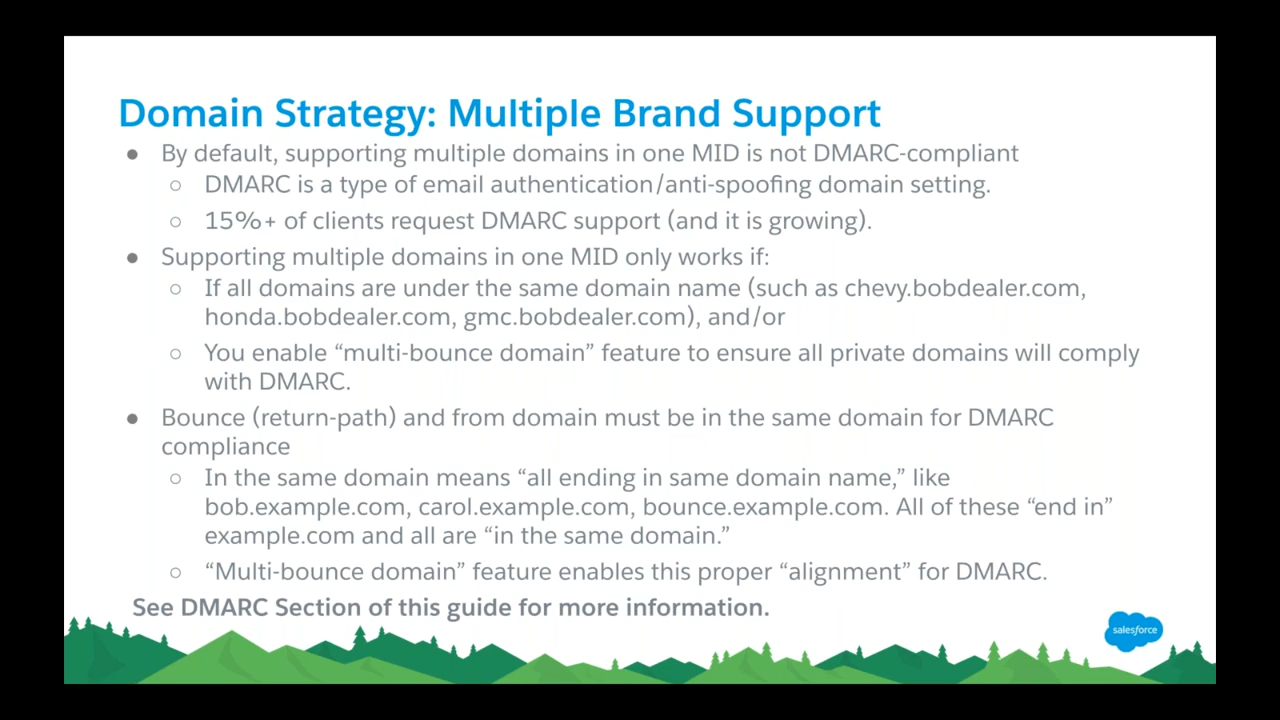 Domain Strategy: Multiple Brand Support
● By default, supporting multiple domains in one MID is not DMARC-compliant
○ DMARC is a type of email authentication/anti-spoofing domain setting.
○ 15%+ of clients request DMARC support (and it is growing).
● Supporting multiple domains in one MID only works if:
○ If all domains are under the same domain name (such as chevy.bobdealer.com,
honda.bobdealer.com, gmc.bobdealer.com), and/or
○ You enable “multi-bounce domain” feature to ensure all private domains will comply
with DMARC.
● Bounce (return-path) and from domain must be in the same domain for DMARC
compliance
○ In the same domain means “all ending in same domain name,” like
bob.example.com, carol.example.com, bounce.example.com. All of these “end in”
example.com and all are “in the same domain.”
○ “Multi-bounce domain” feature enables this proper “alignment” for DMARC.
See DMARC Section of this guide for more information.
salesforce